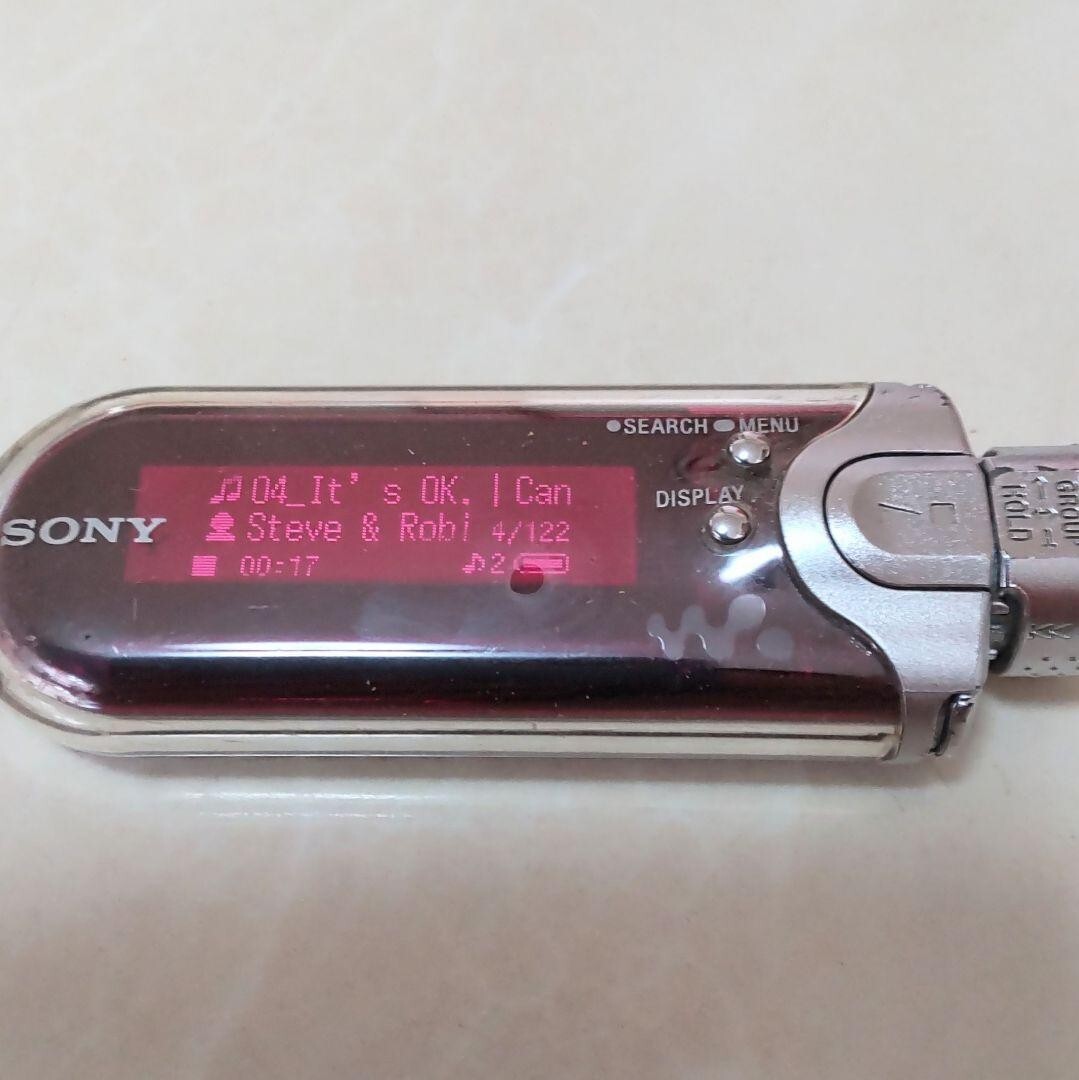 SEARCH MENU
DISPLAY
SONY
04_It's OK. | Can
Steve & Robi 4/122
00:17 2
GROUP
HOLD